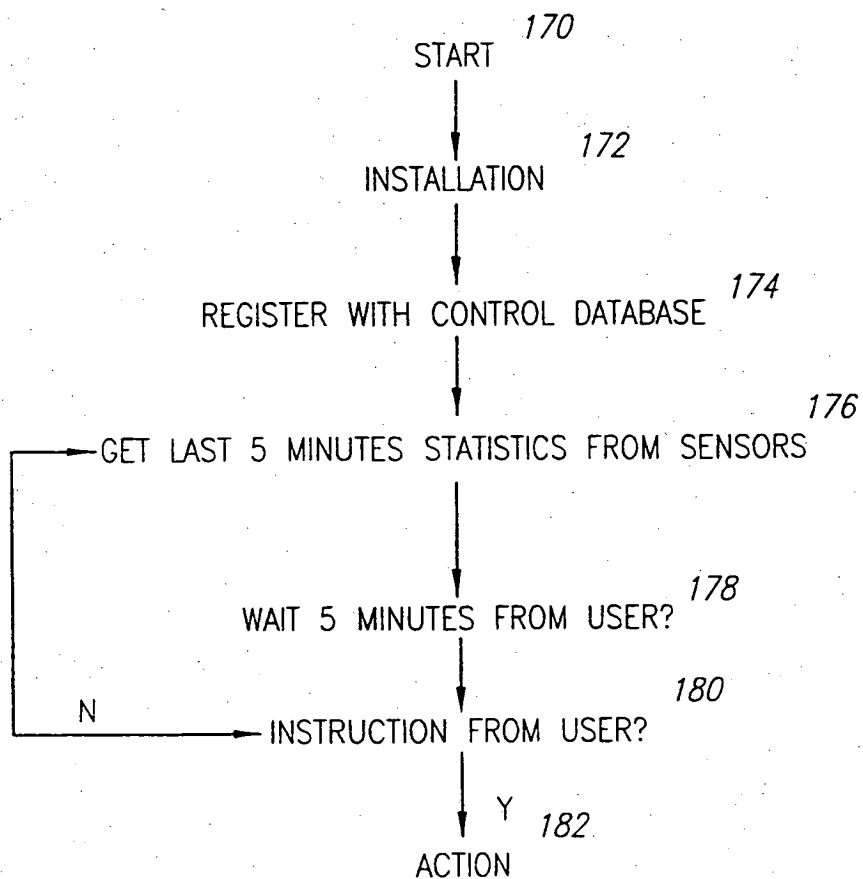 170
START
172
INSTALLATION
174
REGISTER WITH CONTROL DATABASE
176
GET LAST 5 MINUTES STATISTICS FROM SENSORS
178
WAIT 5 MINUTES FROM USER?
180
N
INSTRUCTION FROM USER?
Y
182
ACTION